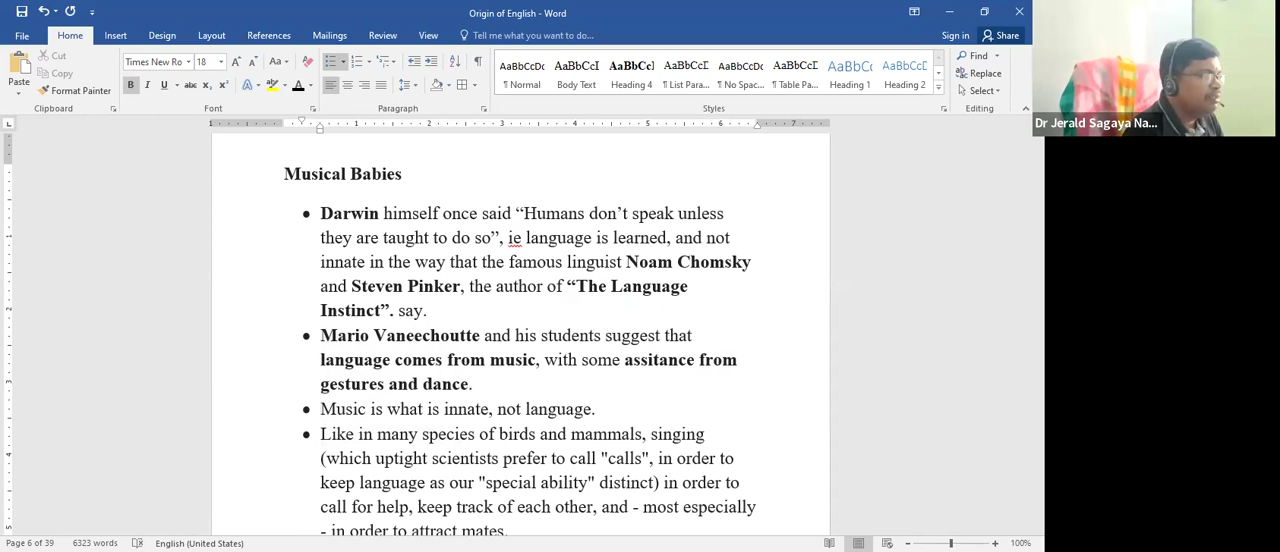 Origin of English - Word
File Home Insert Design Layout References Mailings Review View Tell me what you want to do... Sign in Share
Paste
Cut
Copy
Format Painter
Clipboard
Times New Ro 18
Font
Paragraph
AaBbCcDc AaBbCcI AaBbCc AaBbCcI AaBbCcDc AaBbCcI AaBbCc AaBbCc
¶ Normal Body Text Heading 4 ¶ List Para... ¶ No Spac... ¶ Table Pa... Heading 1 Heading 2
Styles
Find
Replace
Select
Editing
Dr Jerald Sagaya Na...
Musical Babies
• Darwin himself once said “Humans don’t speak unless
they are taught to do so”, ie language is learned, and not
innate in the way that the famous linguist Noam Chomsky
and Steven Pinker, the author of “The Language
Instinct”. say.
• Mario Vaneechoutte and his students suggest that
language comes from music, with some assitance from
gestures and dance.
• Music is what is innate, not language.
• Like in many species of birds and mammals, singing
(which uptight scientists prefer to call "calls", in order to
keep language as our "special ability" distinct) in order to
call for help, keep track of each other, and - most especially
- in order to attract mates.
Page 6 of 39 6323 words English (United States) 100%